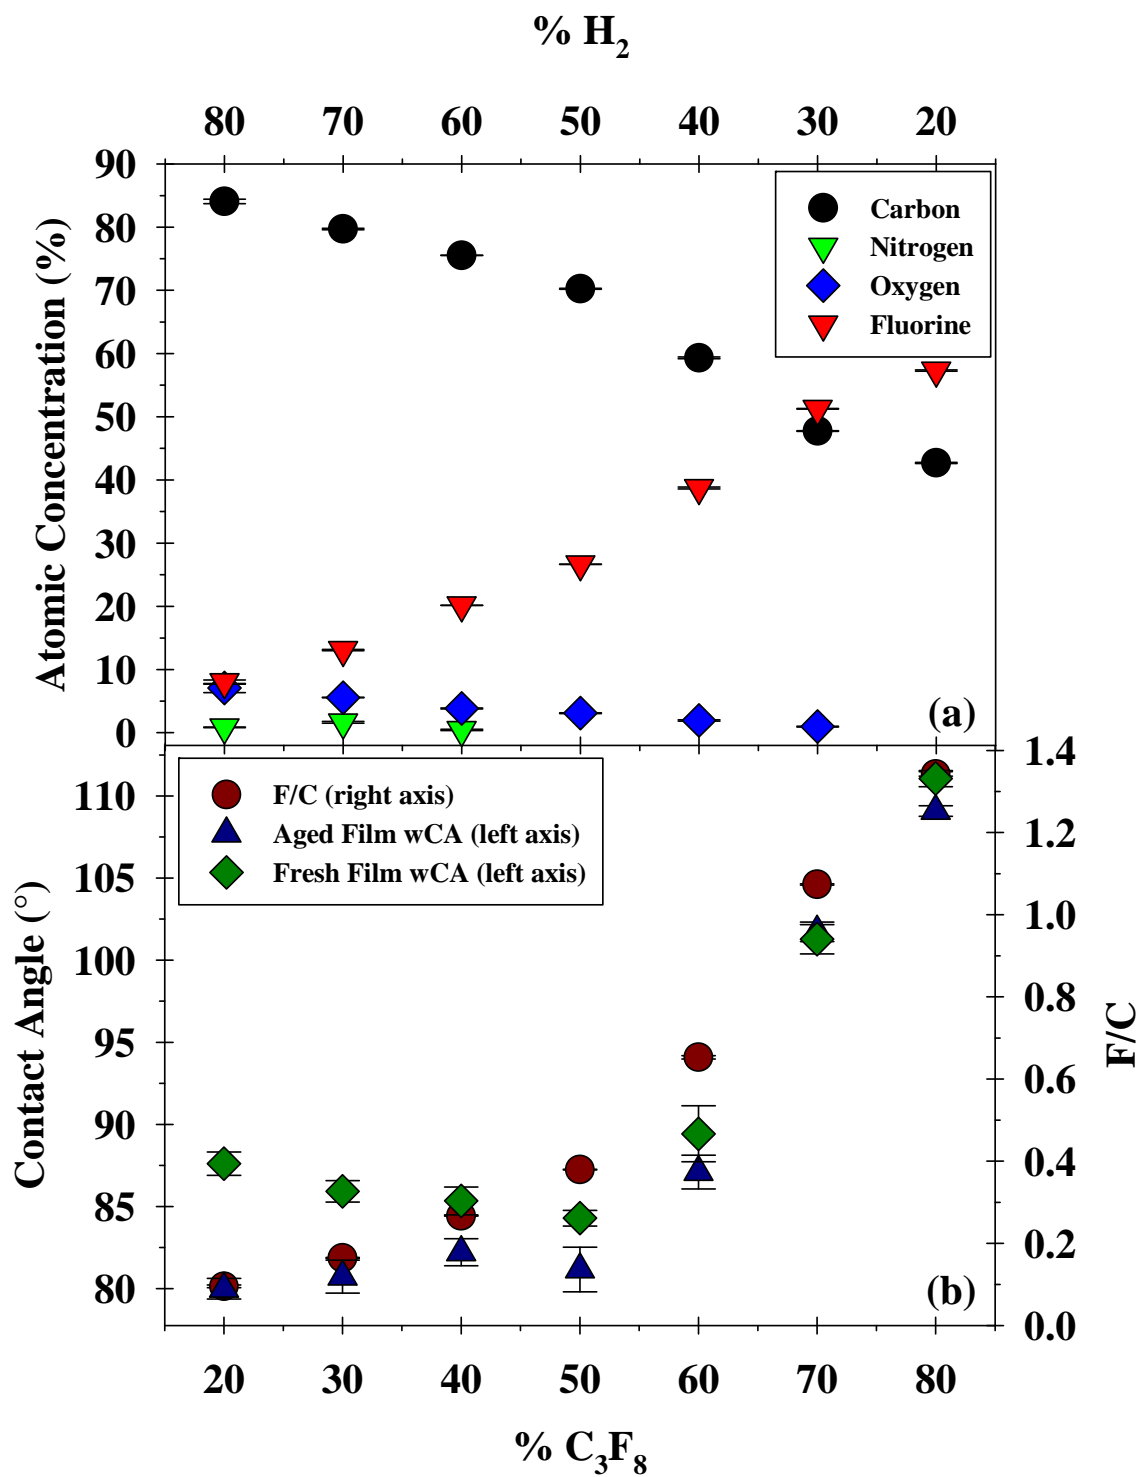 % H₂
80 70 60 50 40 30 20
90
80
70
60
50
40
30
20
10
0
Atomic Concentration (%)
Carbon
Nitrogen
Oxygen
Fluorine
(a)
110
105
100
95
90
85
80
Contact Angle (°)
F/C (right axis)
Aged Film wCA (left axis)
Fresh Film wCA (left axis)
(b)
1.4
1.2
1.0
0.8
0.6
0.4
0.2
0.0
F/C
20 30 40 50 60 70 80
% C₃F₈